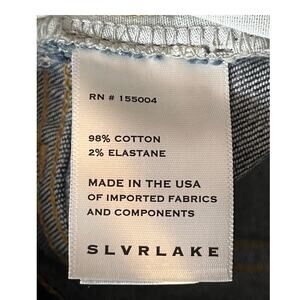 RN # 155004
98% COTTON
2% ELASTANE
MADE IN THE USA
OF IMPORTED FABRICS
AND COMPONENTS
SLVRLAKE